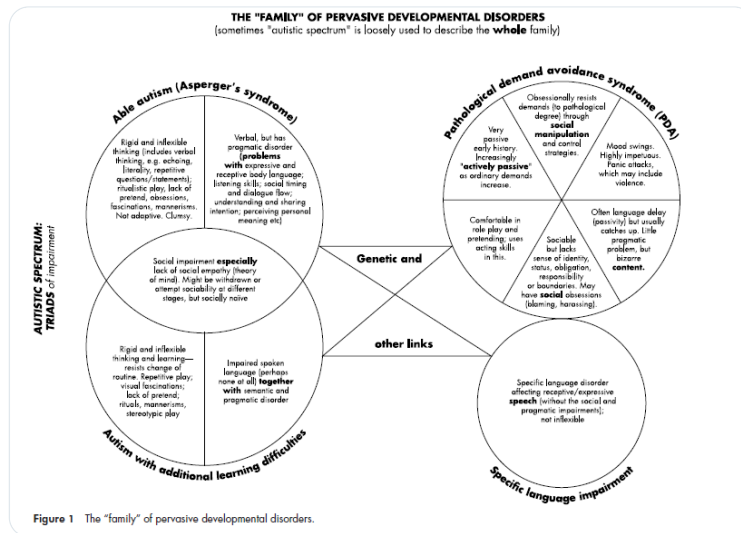 THE "FAMILY" OF PERVASIVE DEVELOPMENTAL DISORDERS
(sometimes "autistic spectrum" is loosely used to describe the whole family)
Able autism (Asperger's syndrome)
Rigid and inflexible
thinking (includes verbal
thinking, e.g. echoing,
literality, repetitive
questions/statements);
ritualistic play, lack of
pretend, obsessions,
fascinations, mannerisms.
Not adaptive. Clumsy.
Verbal, but has
pragmatic disorder
(problems
with expressive and
receptive body language;
listening skills; social timing
and dialogue flow;
understanding and sharing
intention; perceiving personal
meaning etc)
Social impairment especially
lack of social empathy (theory
of mind). Might be withdrawn or
attempt sociability at different
stages, but socially naïve
Rigid and inflexible
thinking and learning—
resists change of
routine. Repetitive play;
visual fascinations;
lack of pretend;
rituals, mannerisms,
stereotypic play
Impaired spoken
language (perhaps
none at all) together
with semantic and
pragmatic disorder
Autism with additional learning difficulties
AUTISTIC SPECTRUM:
TRIADS of impairment
Genetic and
other links
Pathological demand avoidance syndrome (PDA)
Very
passive
early history.
Increasingly
"actively passive"
as ordinary demands
increase.
Obsessionally resists
demands (to pathological
degree) through
social
manipulation
and control
strategies.
Mood swings.
Highly impetuous.
Panic attacks,
which may include
violence.
Comfortable in
role play and
pretending; uses
acting skills
in this.
Sociable
but lacks
sense of identity,
status, obligation,
responsibility
or boundaries. May
have social obsessions
(blaming, harassing).
Often language delay
(passivity) but usually
catches up. Little
pragmatic
problem, but
bizarre
content.
Specific language disorder
affecting receptive/expressive
speech (without the social and
pragmatic impairments);
not inflexible
Specific language impairment
Figure 1 The "family" of pervasive developmental disorders.